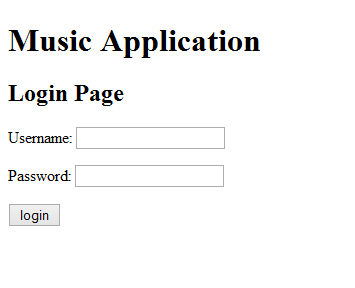 Music Application
Login Page
Username:
Password:
login